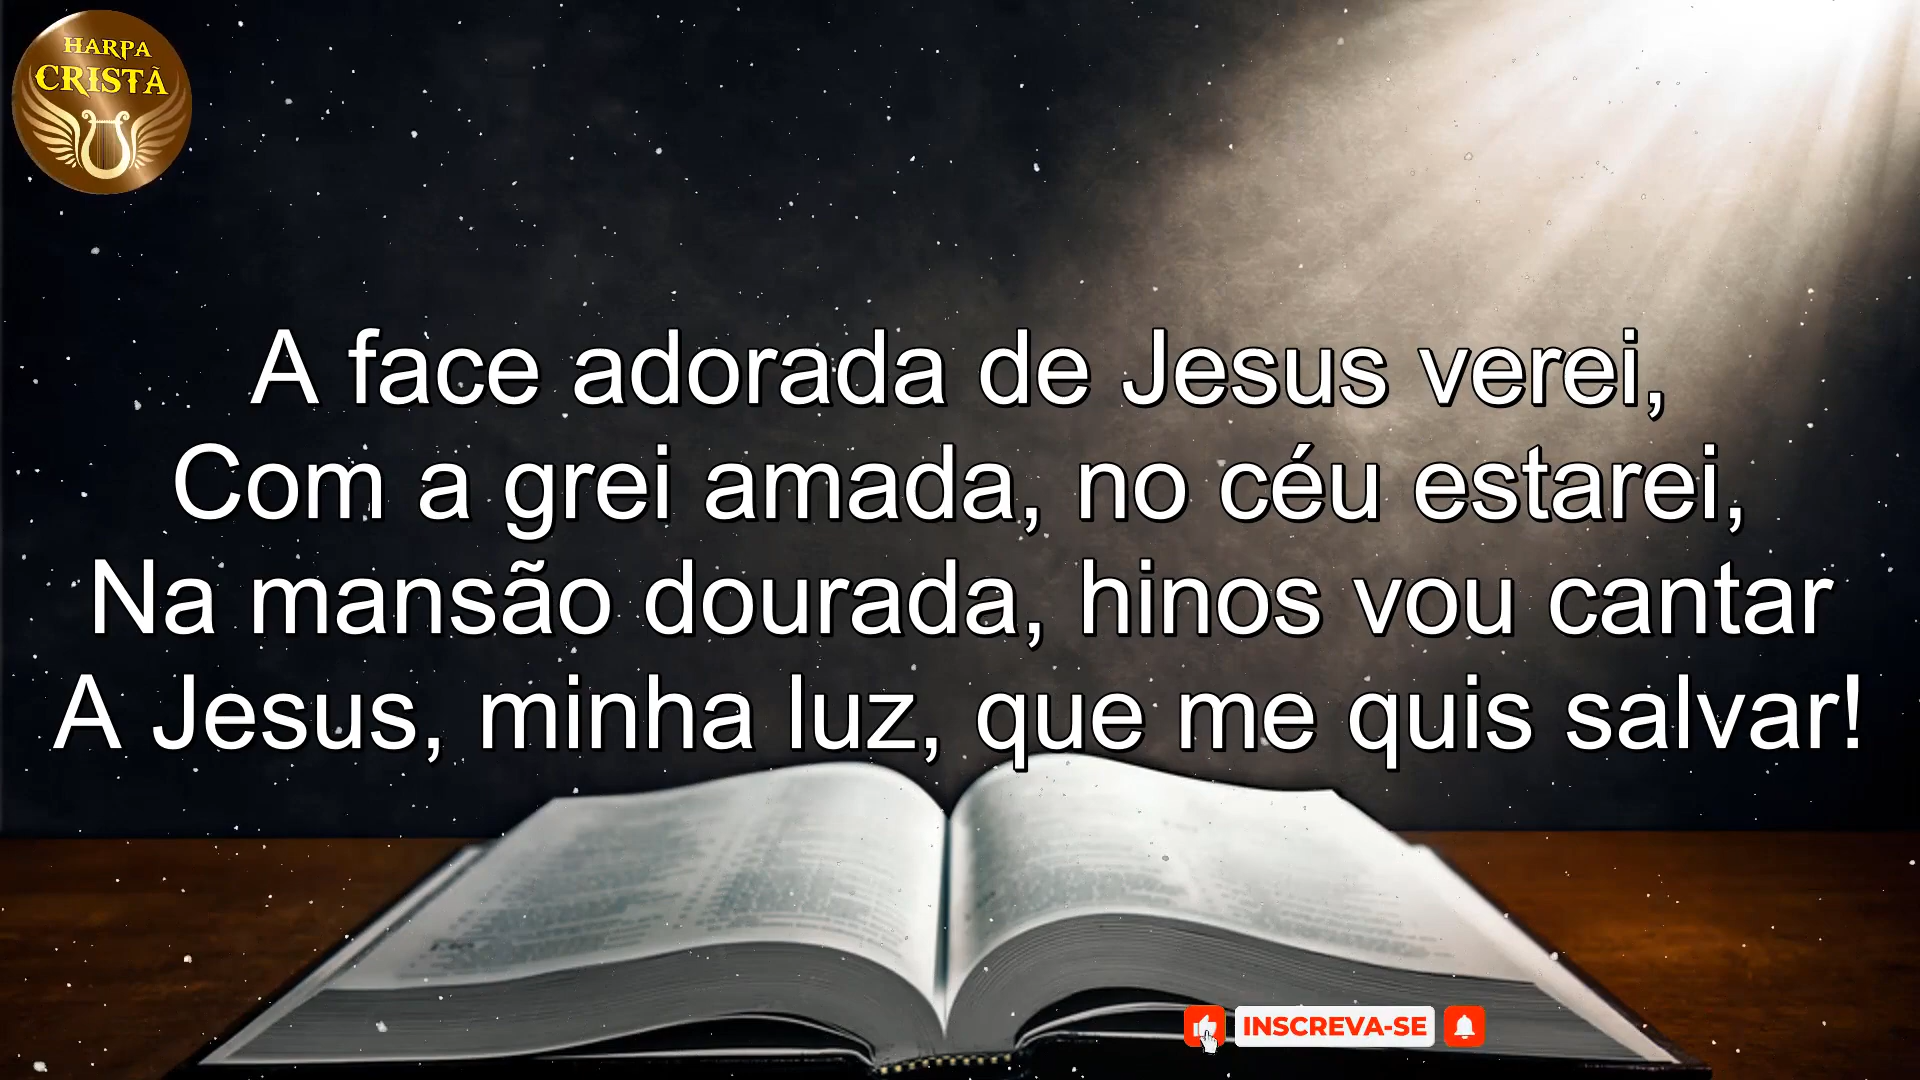 HARPA
CRISTÃ
A face adorada de Jesus verei,
Com a grei amada, no céu estarei,
Na mansão dourada, hinos vou cantar
A Jesus, minha luz, que me quis salvar!
INSCREVA-SE